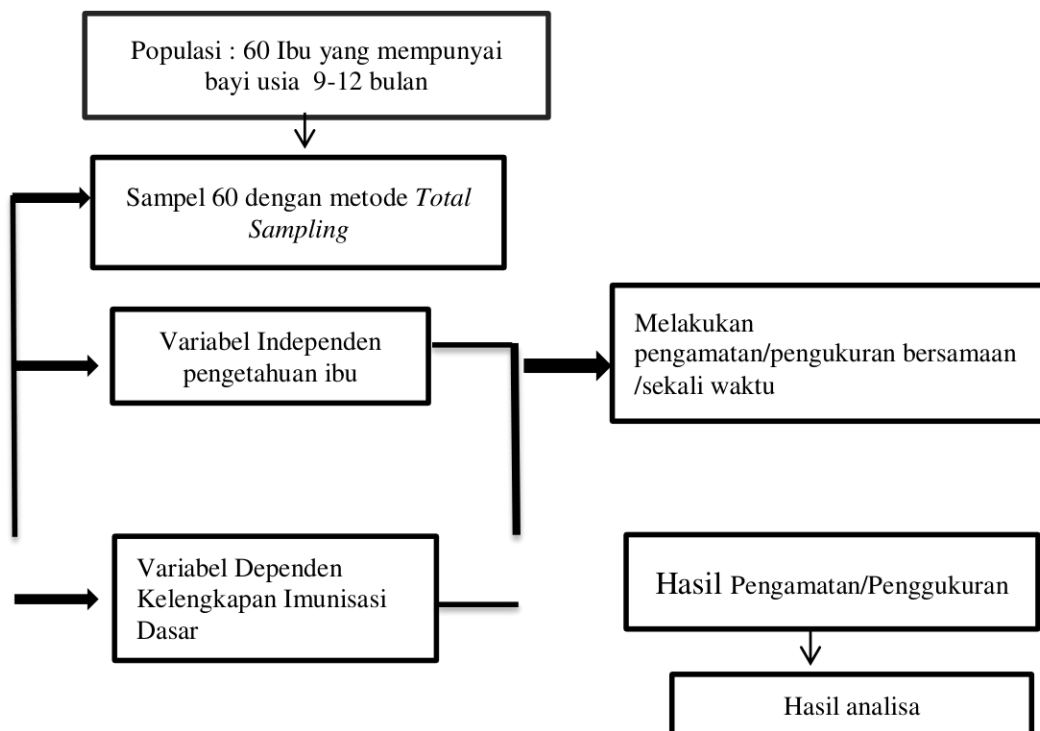 Populasi : 60 Ibu yang mempunyai
bayi usia 9-12 bulan
Sampel 60 dengan metode Total
Sampling
Variabel Independen
pengetahuan ibu
Melakukan
pengamatan/pengukuran bersamaan
/sekali waktu
Variabel Dependen
Kelengkapan Imunisasi
Dasar
Hasil Pengamatan/Penggukuran
Hasil analisa